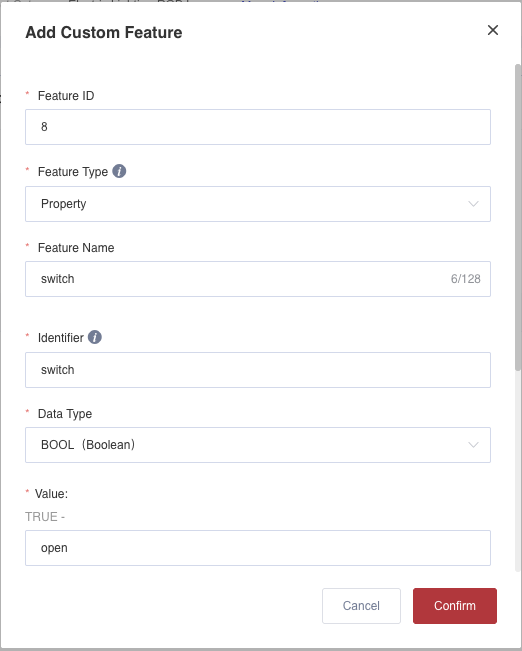 Add Custom Feature
* Feature ID
8
* Feature Type i
Property
* Feature Name
switch 6/128
* Identifier i
switch
* Data Type
BOOL（Boolean）
* Value:
TRUE -
open
Cancel Confirm